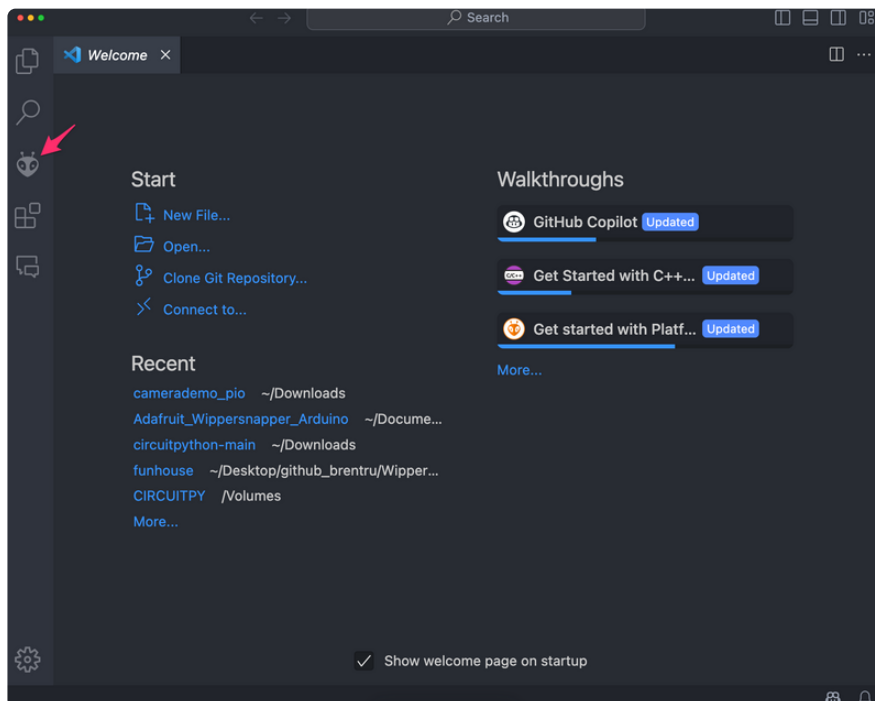 Search
Welcome
Start
New File...
Open...
Clone Git Repository...
Connect to...
Recent
camerademo_pio ~/Downloads
Adafruit_Wippersnapper_Arduino ~/Docume...
circuitpython-main ~/Downloads
funhouse ~/Desktop/github_brentru/Wipper...
CIRCUITPY /Volumes
More...
Walkthroughs
GitHub Copilot Updated
C/C++ Get Started with C++... Updated
Get started with Platf... Updated
More...
Show welcome page on startup